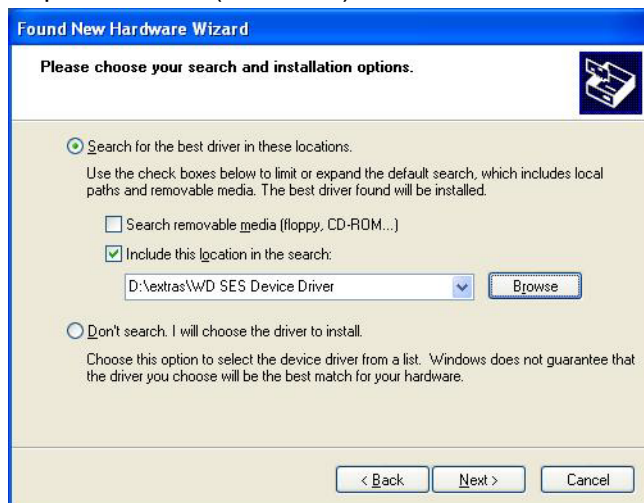 Found New Hardware Wizard
Please choose your search and installation options.
Search for the best driver in these locations.
Use the check boxes below to limit or expand the default search, which includes local
paths and removable media. The best driver found will be installed.
Search removable media (floppy, CD-ROM...)
Include this location in the search:
D:\extras\WD SES Device Driver
Browse
Don't search. I will choose the driver to install.
Choose this option to select the device driver from a list. Windows does not guarantee that
the driver you choose will be the best match for your hardware.
< Back Next > Cancel